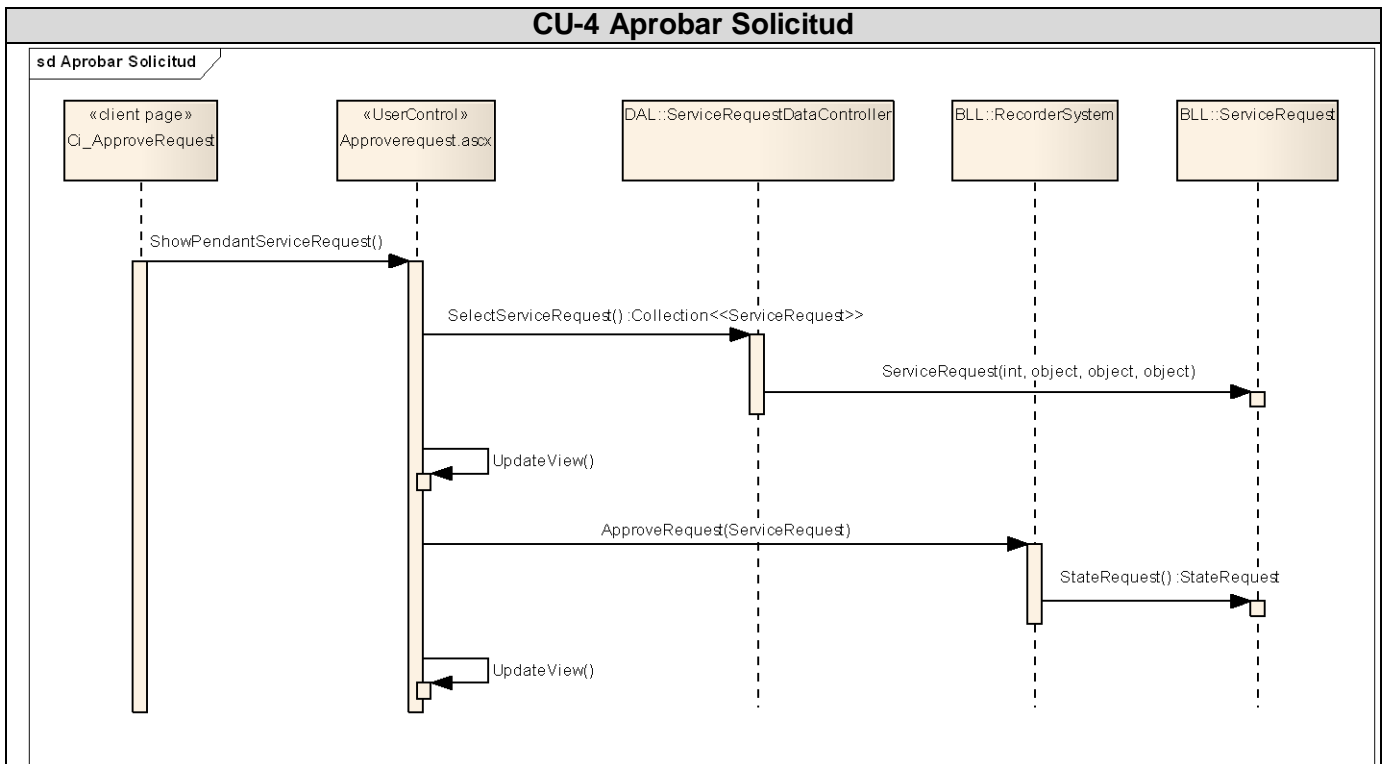 CU-4 Aprobar Solicitud
sd Aprobar Solicitud
«client page»
Ci_ApproveRequest
«UserControl»
Approverequest.ascx
DAL::ServiceRequestDataController
BLL::RecorderSystem
BLL::ServiceRequest
ShowPendantServiceRequest()
SelectServiceRequest() :Collection<<ServiceRequest>>
ServiceRequest(int, object, object, object)
UpdateView()
ApproveRequest(ServiceRequest)
StateRequest() :StateRequest
UpdateView()